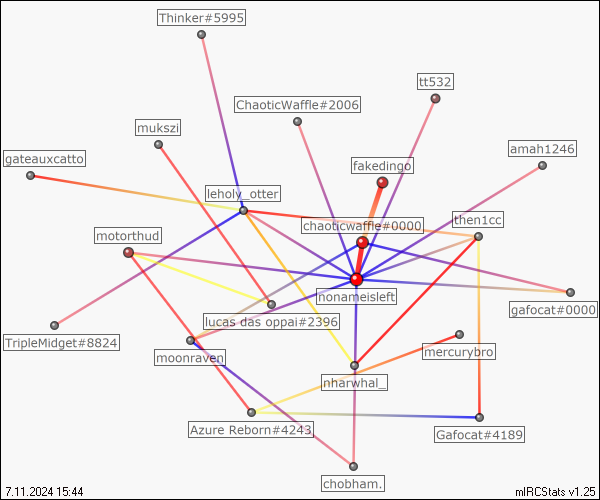 Thinker#5995
tt532
ChaoticWaffle#2006
mukszi
amah1246
gateauxcatto
fakedingo
leholy_otter
chaoticwaffle#0000
then1cc
motorthud
nonameisleft
gafocat#0000
lucas das oppai#2396
TripleMidget#8824
moonraven
mercurybro
nharwhal_
Azure Reborn#4243
Gafocat#4189
chobham.
7.11.2024 15:44
mIRCStats v1.25